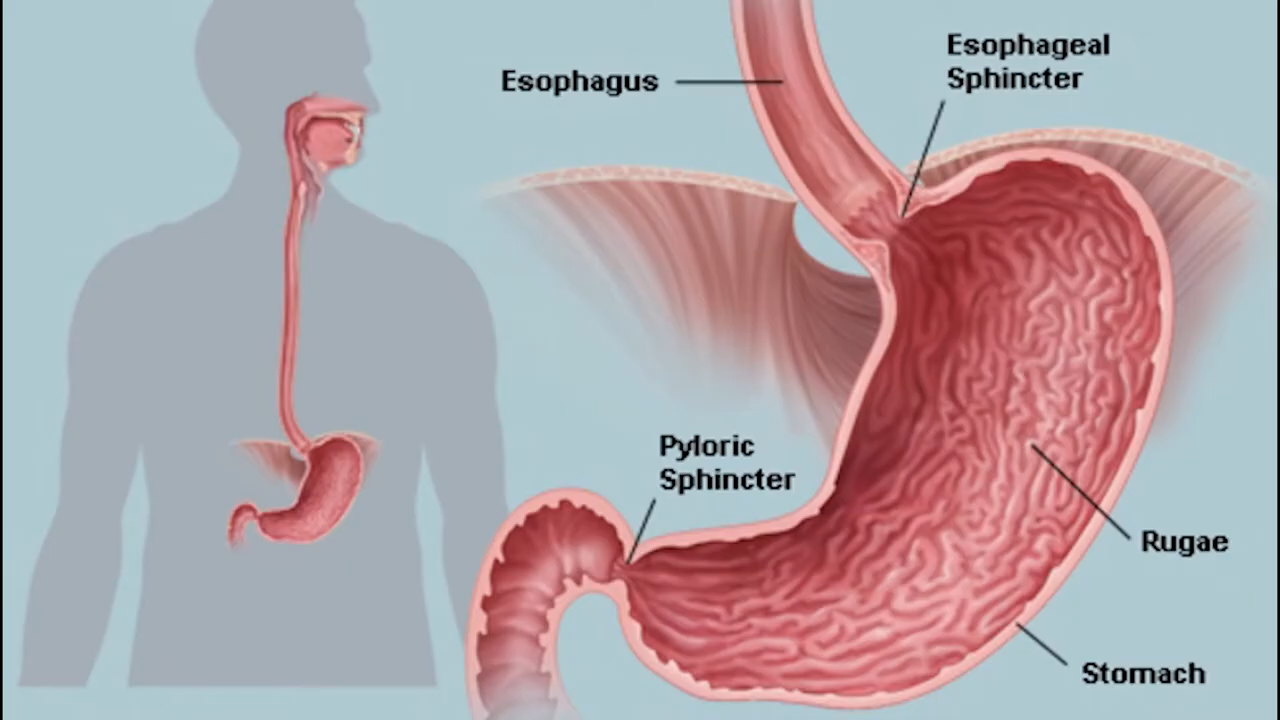 Esophageal
Sphincter
Esophagus
Pyloric
Sphincter
Rugae
Stomach